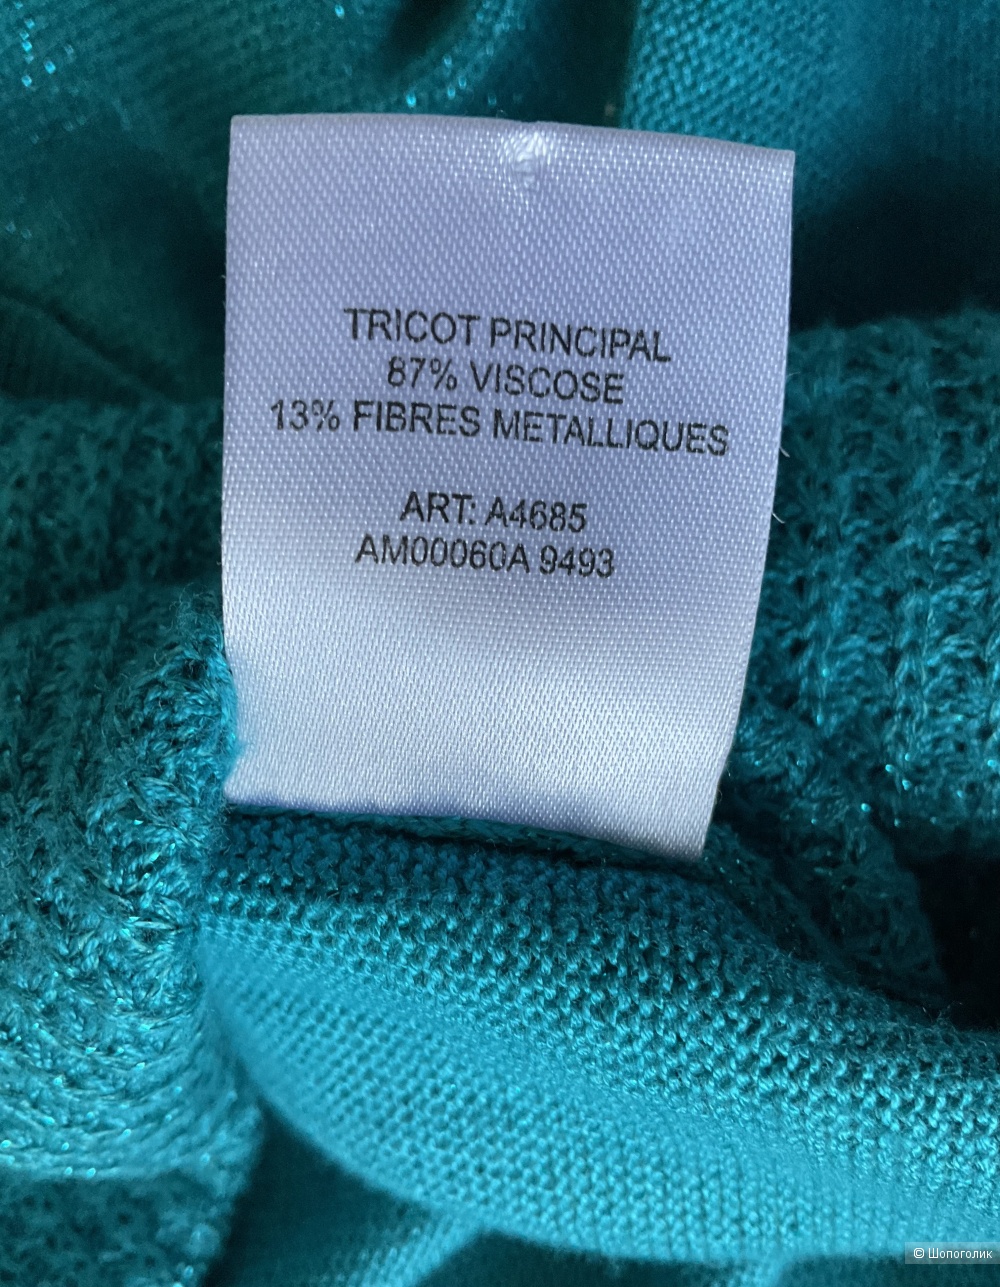 TRICOT PRINCIPAL
87% VISCOSE
13% FIBRES METALLIQUES
ART: A4685
AM00060A 9493
© Шопоголик